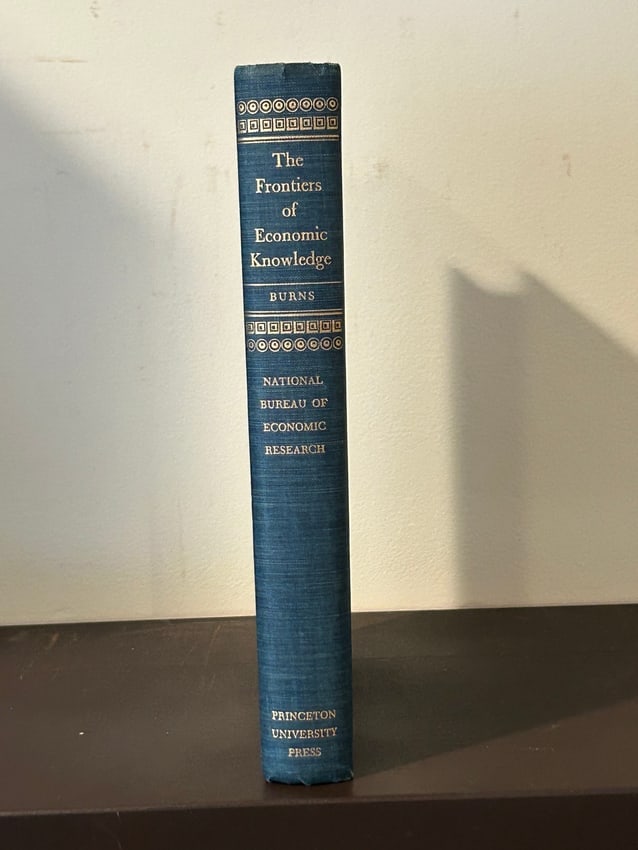 The
Frontiers
of
Economic
Knowledge
BURNS
NATIONAL
BUREAU OF
ECONOMIC
RESEARCH
PRINCETON
UNIVERSITY
PRESS